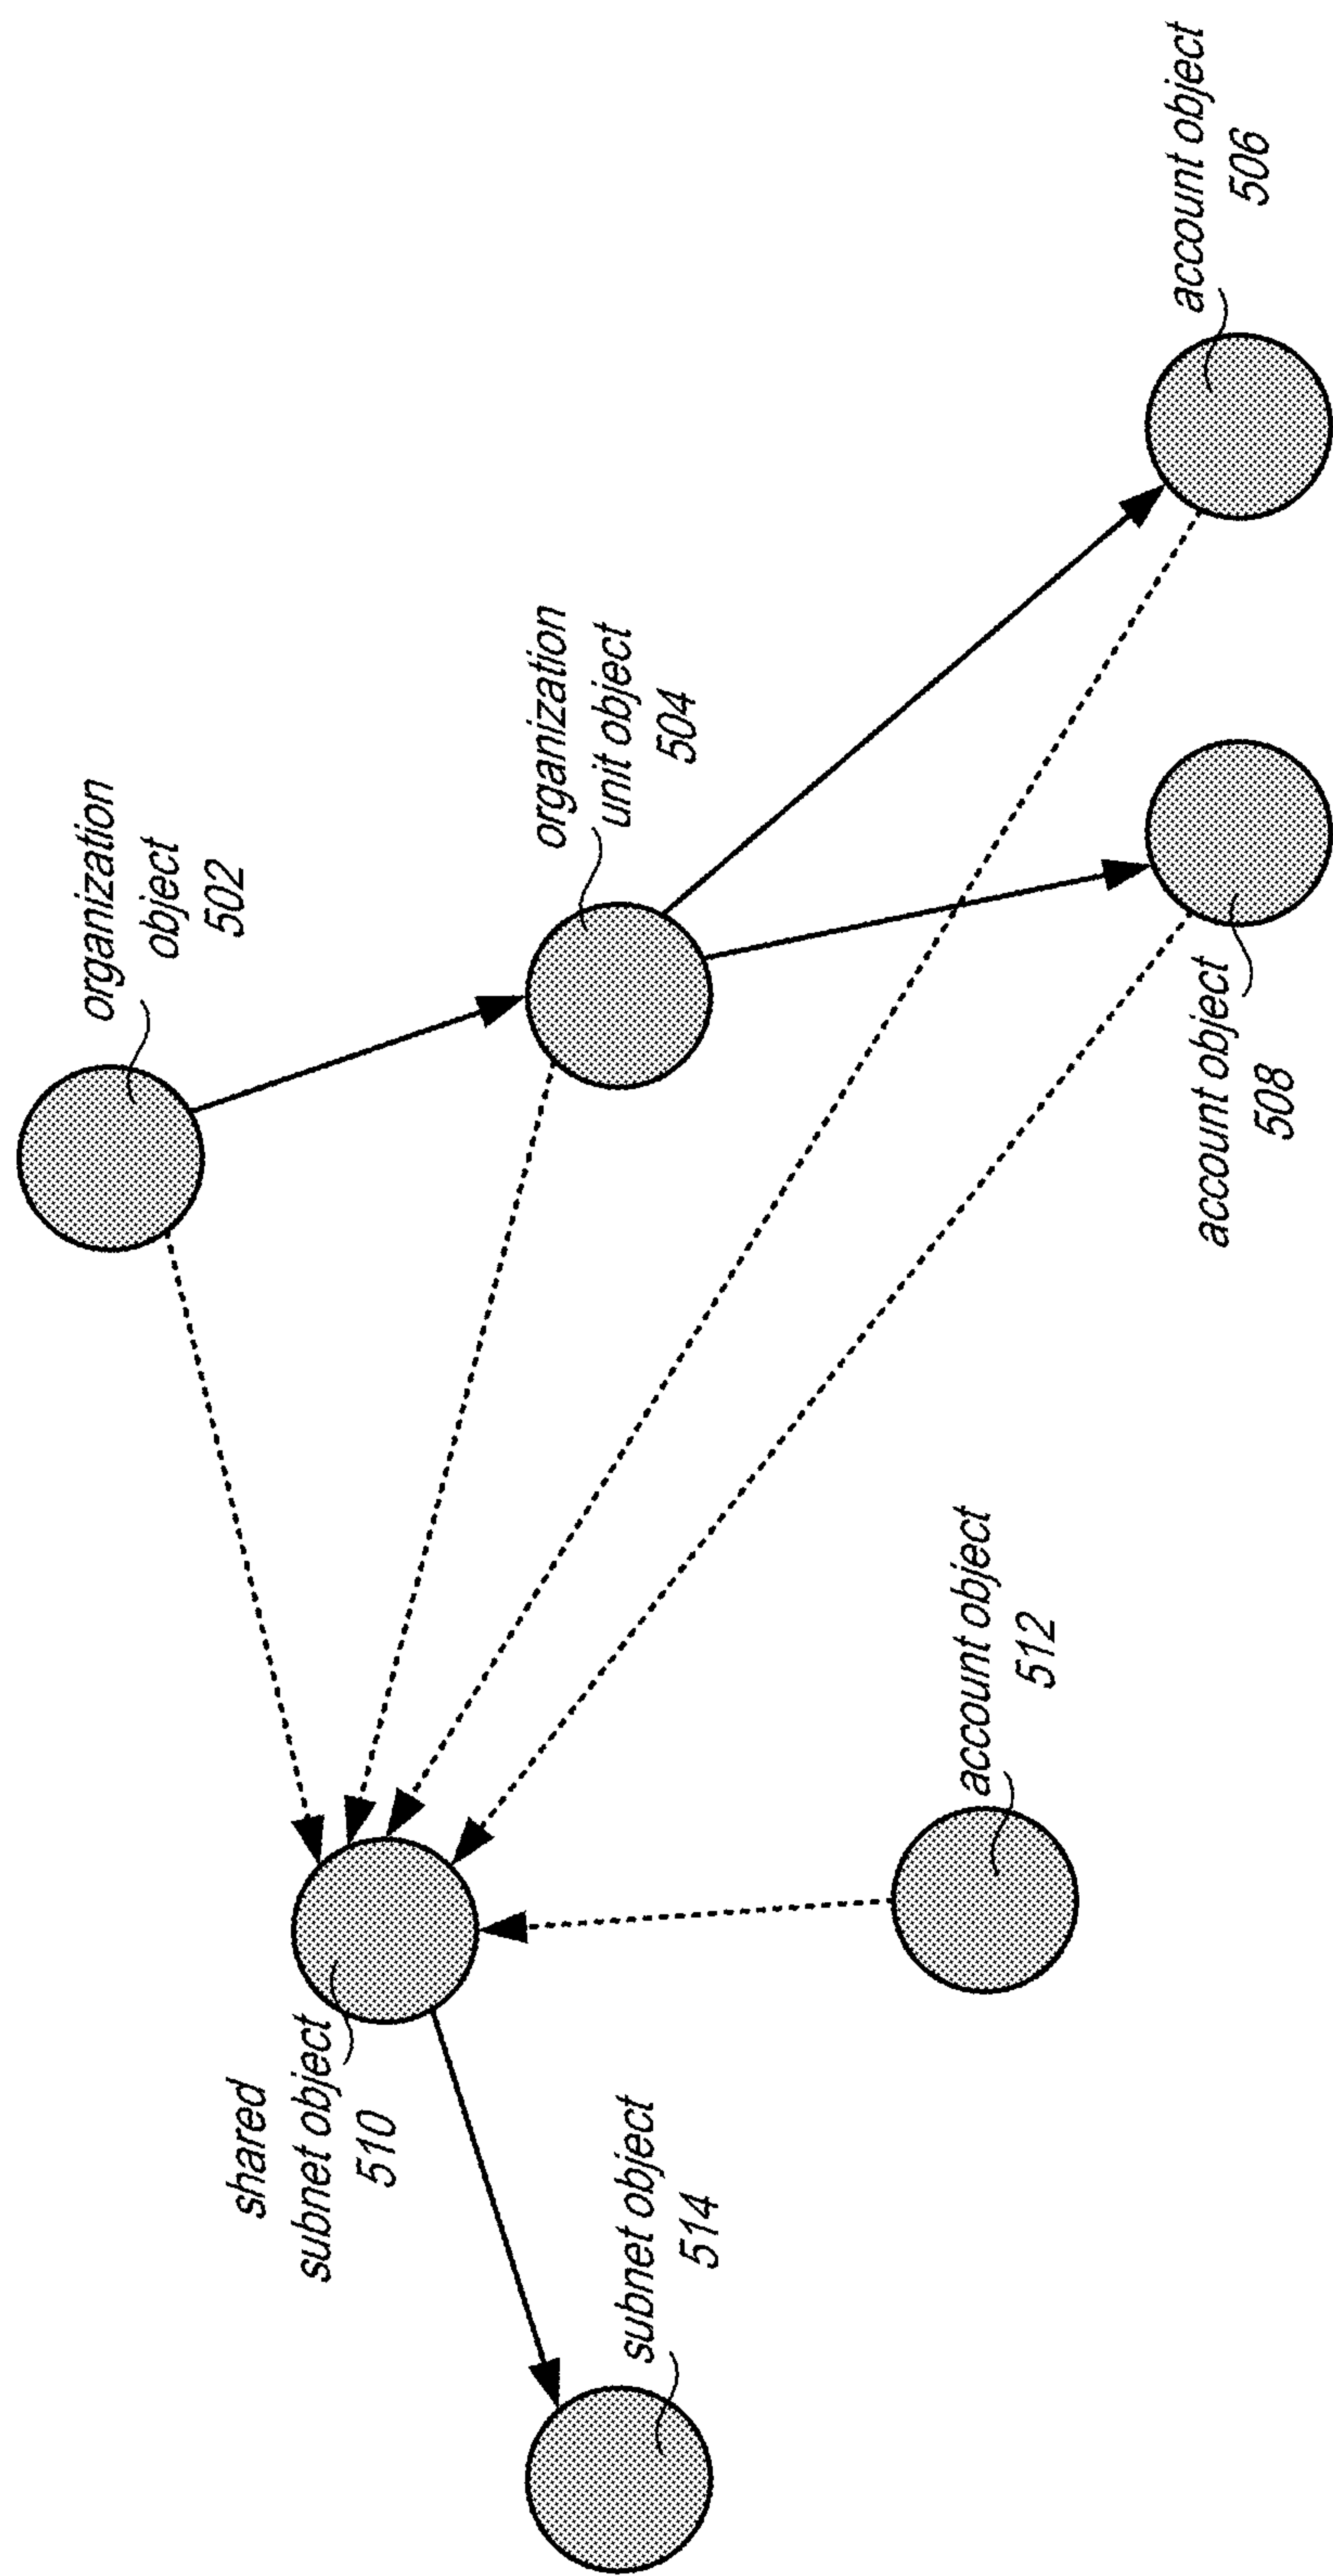 organization
object
502
organization
unit object
504
account object
506
account object
508
shared
subnet object
510
account object
512
subnet object
514